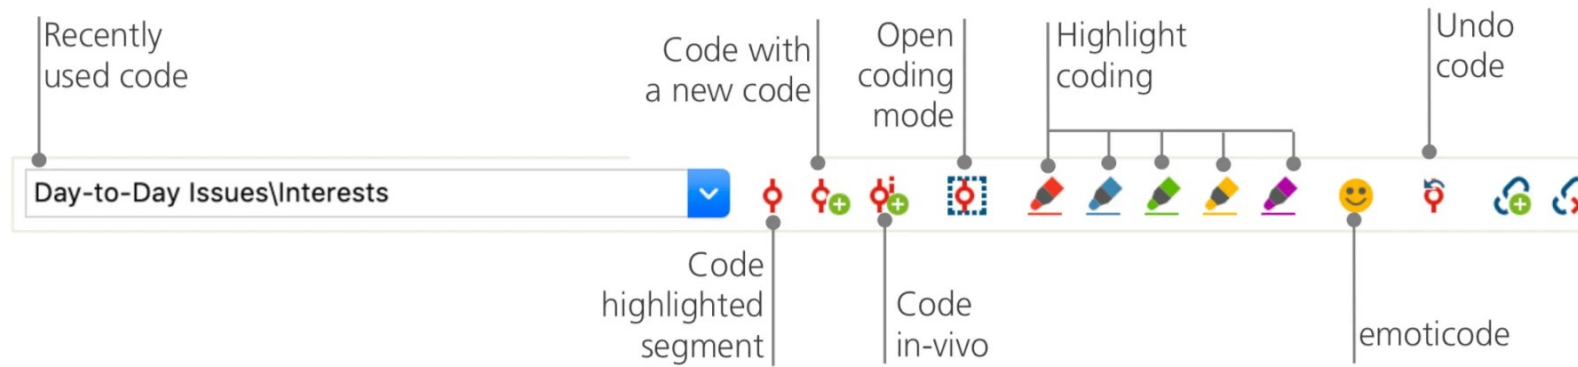 Recently
used code
Code with
a new code
Open
coding
mode
Highlight
coding
Undo
code
Day-to-Day Issues\Interests
Code
highlighted
segment
Code
in-vivo
emoticode